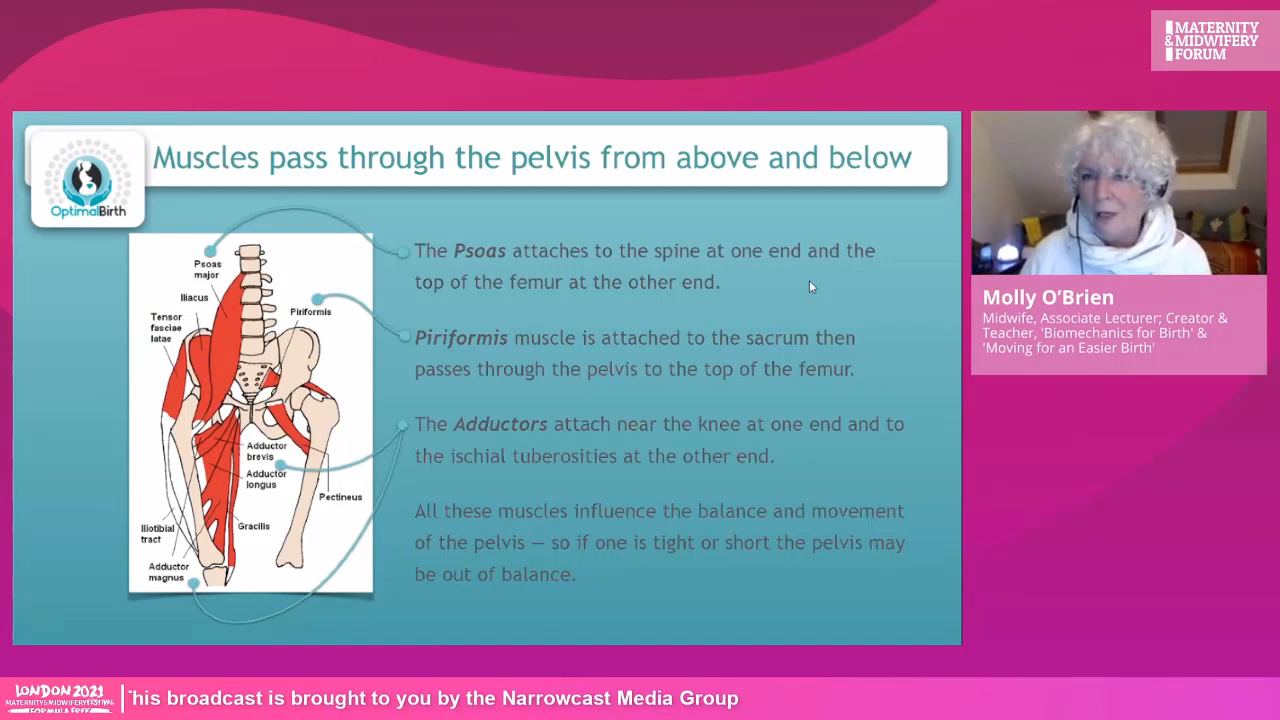 MATERNITY
& MIDWIFERY
FORUM
Muscles pass through the pelvis from above and below
OptimalBirth
Psoas
major
Iliacus
Tensor
fasciae
latae
Piriformis
Adductor
brevis
Adductor
longus
Pectineus
Iliotibial
tract
Gracilis
Adductor
magnus
The Psoas attaches to the spine at one end and the
top of the femur at the other end.
Piriformis muscle is attached to the sacrum then
passes through the pelvis to the top of the femur.
The Adductors attach near the knee at one end and to
the ischial tuberosities at the other end.
All these muscles influence the balance and movement
of the pelvis – so if one is tight or short the pelvis may
be out of balance.
Molly O’Brien
Midwife, Associate Lecturer; Creator &
Teacher, 'Biomechanics for Birth' &
'Moving for an Easier Birth'
LONDON 2021
MATERNITY&MIDWIFERY FESTIVAL
FORMULA FREE
his broadcast is brought to you by the Narrowcast Media Group